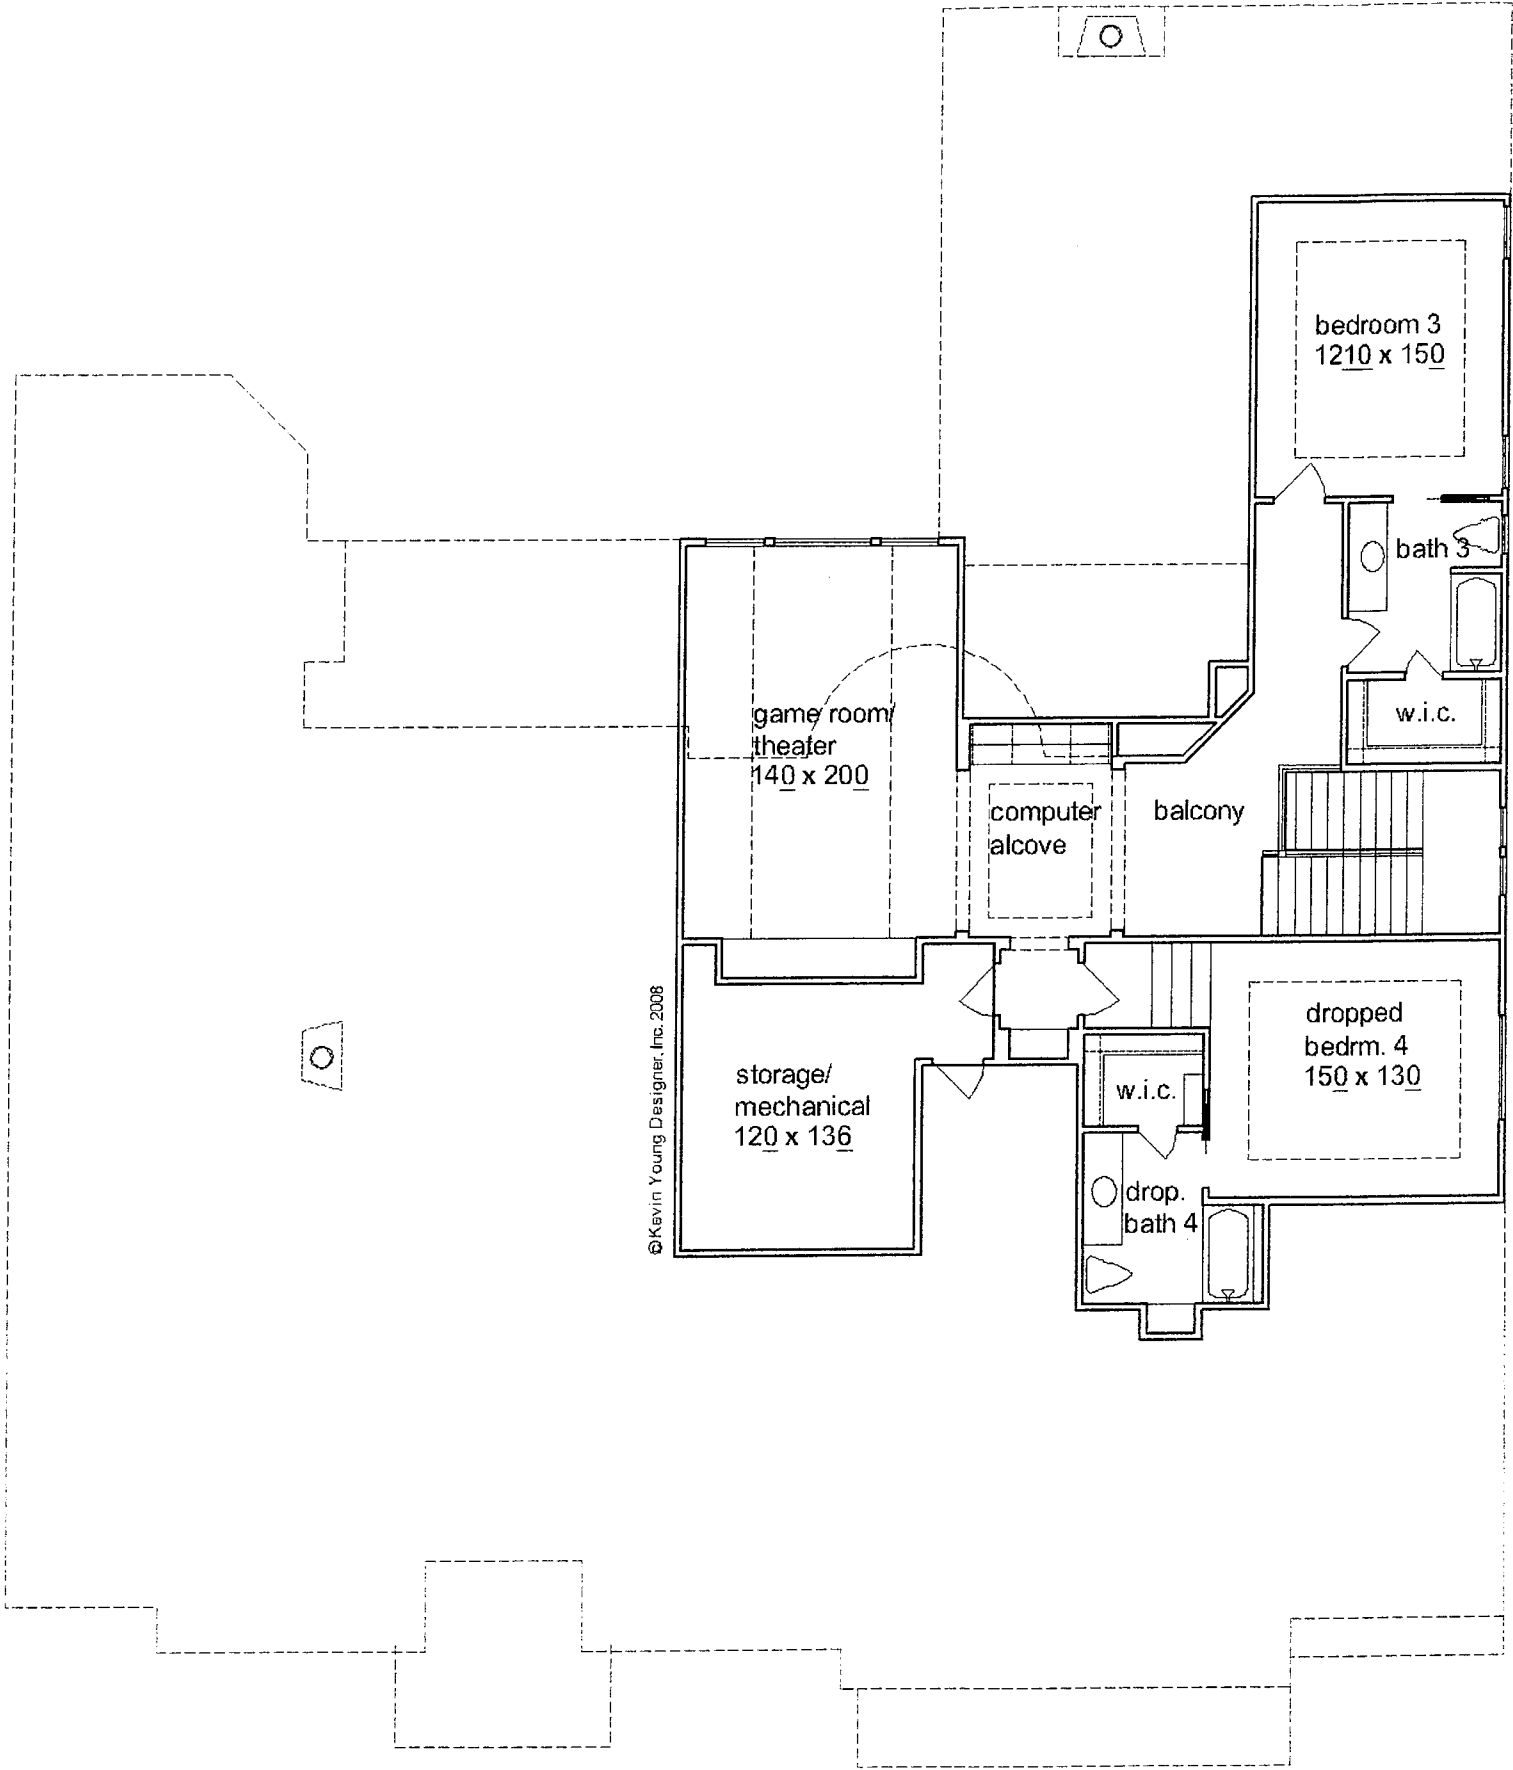 bedroom 3
1210 x 150
bath 3
w.i.c.
game room/
theater
140 x 200
computer
alcove
balcony
dropped
bedrm. 4
150 x 130
storage/
mechanical
120 x 136
w.i.c.
drop.
bath 4
©Kevin Young Designer, Inc. 2008